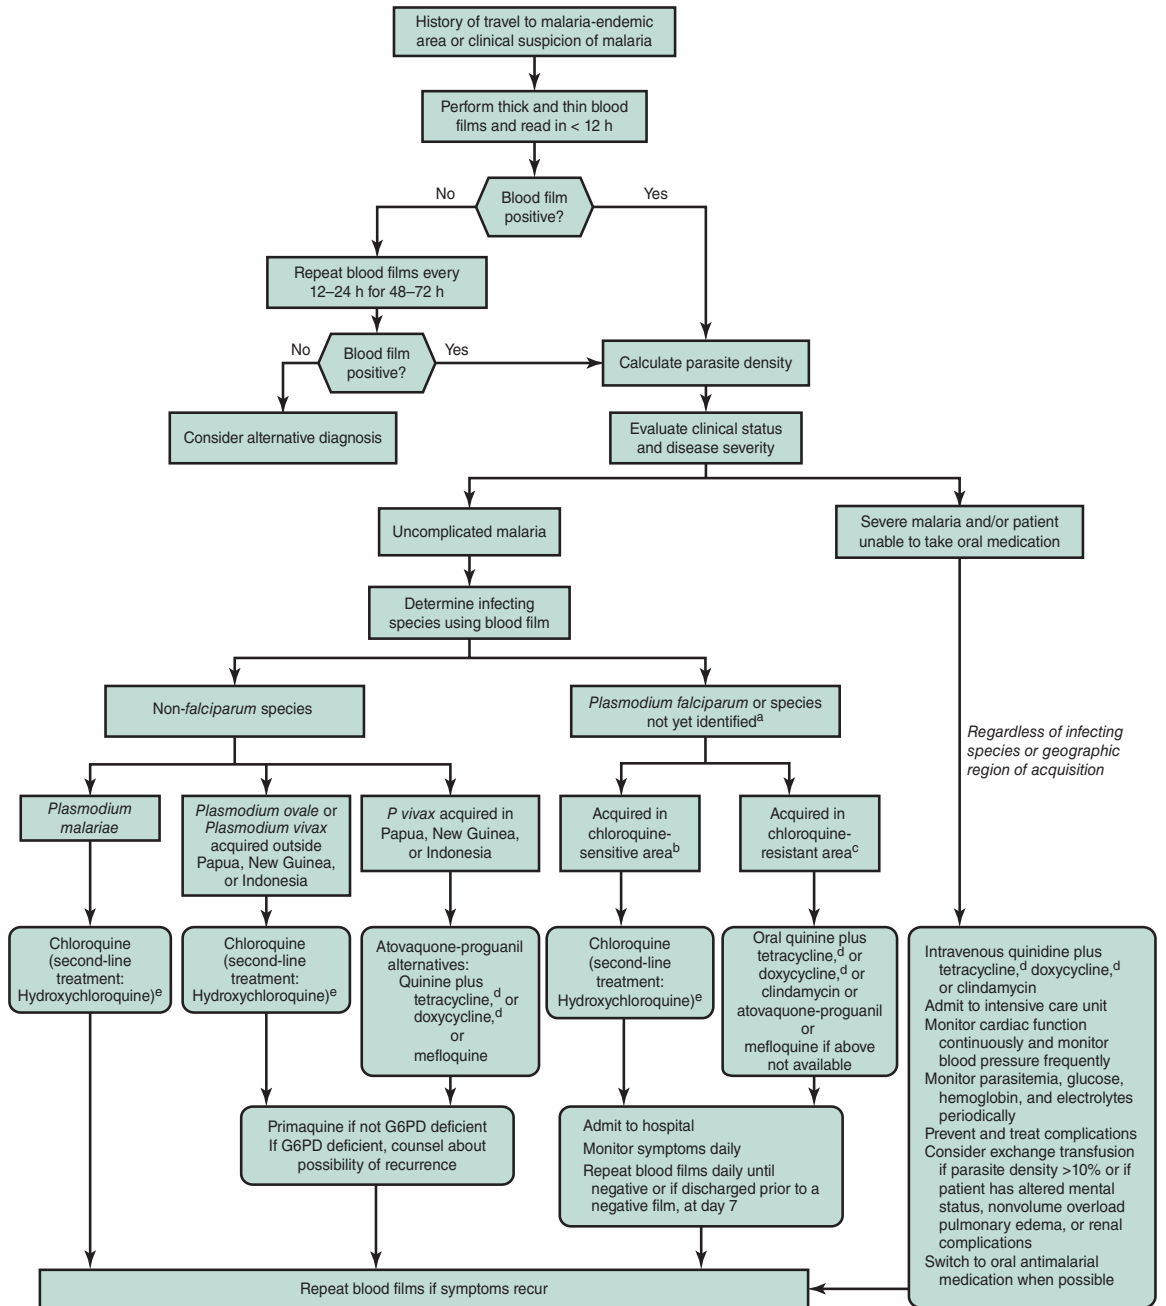 History of travel to malaria-endemic
area or clinical suspicion of malaria
Perform thick and thin blood
films and read in < 12 h
No
Blood film
positive?
Yes
Repeat blood films every
12–24 h for 48–72 h
No
Blood film
positive?
Yes
Calculate parasite density
Consider alternative diagnosis
Evaluate clinical status
and disease severity
Uncomplicated malaria
Severe malaria and/or patient
unable to take oral medication
Determine infecting
species using blood film
Non-falciparum species
Plasmodium falciparum or species
not yet identifiedᵃ
Regardless of infecting
species or geographic
region of acquisition
Plasmodium
malariae
Plasmodium ovale or
Plasmodium vivax
acquired outside
Papua, New Guinea,
or Indonesia
P vivax acquired in
Papua, New Guinea,
or Indonesia
Acquired in
chloroquine-
sensitive areaᵇ
Acquired in
chloroquine-
resistant areaᶜ
Chloroquine
(second-line
treatment:
Hydroxychloroquine)ᵉ
Chloroquine
(second-line
treatment:
Hydroxychloroquine)ᵉ
Atovaquone-proguanil
alternatives:
Quinine plus
tetracycline,ᵈ or
doxycycline,ᵈ
or
mefloquine
Chloroquine
(second-line
treatment:
Hydroxychloroquine)ᵉ
Oral quinine plus
tetracycline,ᵈ or
doxycycline,ᵈ or
clindamycin or
atovaquone-proguanil
or
mefloquine if above
not available
Intravenous quinidine plus
tetracycline,ᵈ doxycycline,ᵈ
or clindamycin
Admit to intensive care unit
Monitor cardiac function
continuously and monitor
blood pressure frequently
Monitor parasitemia, glucose,
hemoglobin, and electrolytes
periodically
Prevent and treat complications
Consider exchange transfusion
if parasite density >10% or if
patient has altered mental
status, nonvolume overload
pulmonary edema, or renal
complications
Switch to oral antimalarial
medication when possible
Primaquine if not G6PD deficient
If G6PD deficient, counsel about
possibility of recurrence
Admit to hospital
Monitor symptoms daily
Repeat blood films daily until
negative or if discharged prior to a
negative film, at day 7
Repeat blood films if symptoms recur